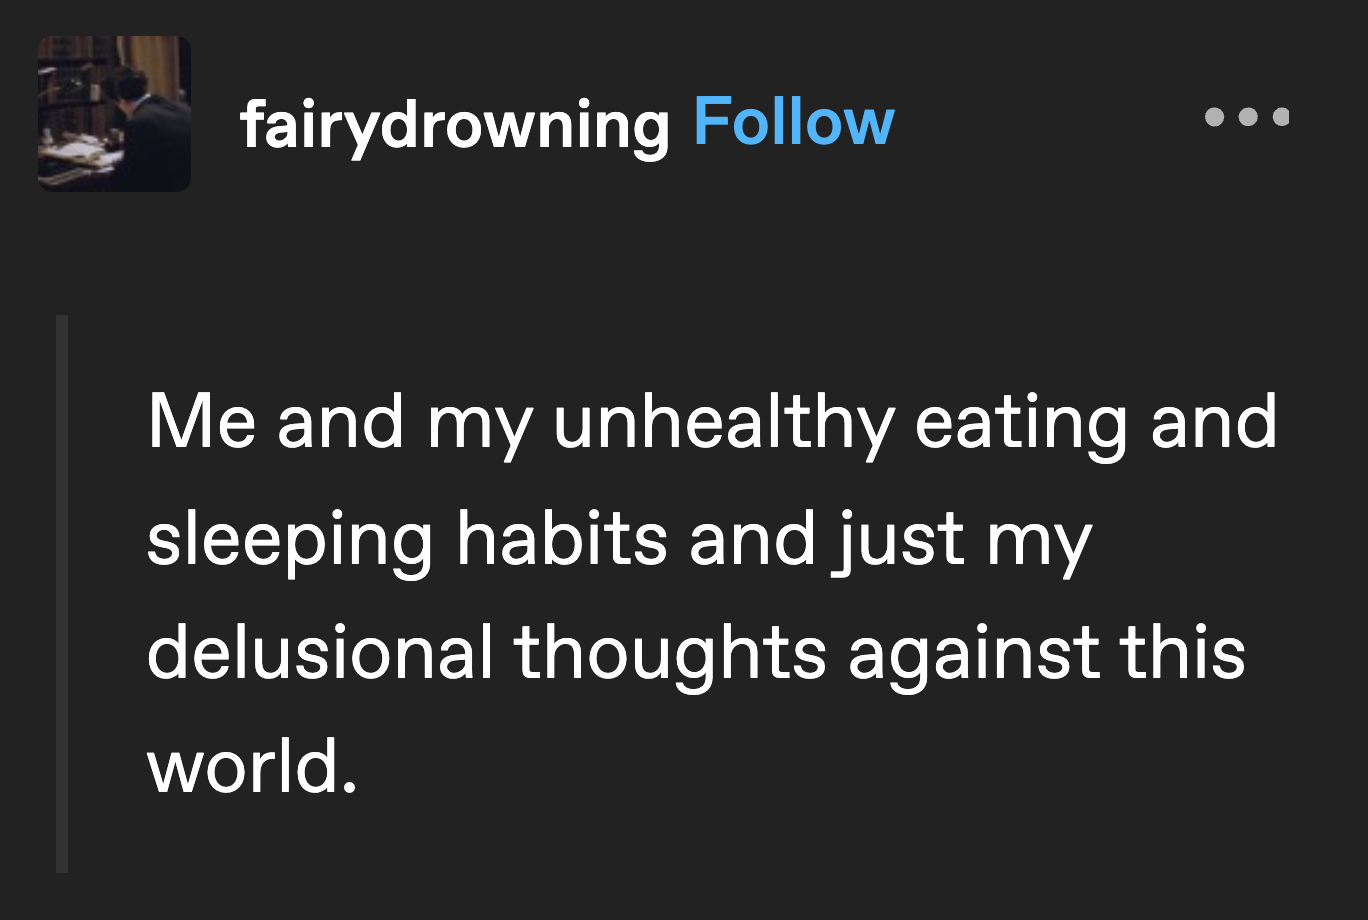 fairydrowning Follow
Me and my unhealthy eating and
sleeping habits and just my
delusional thoughts against this
world.